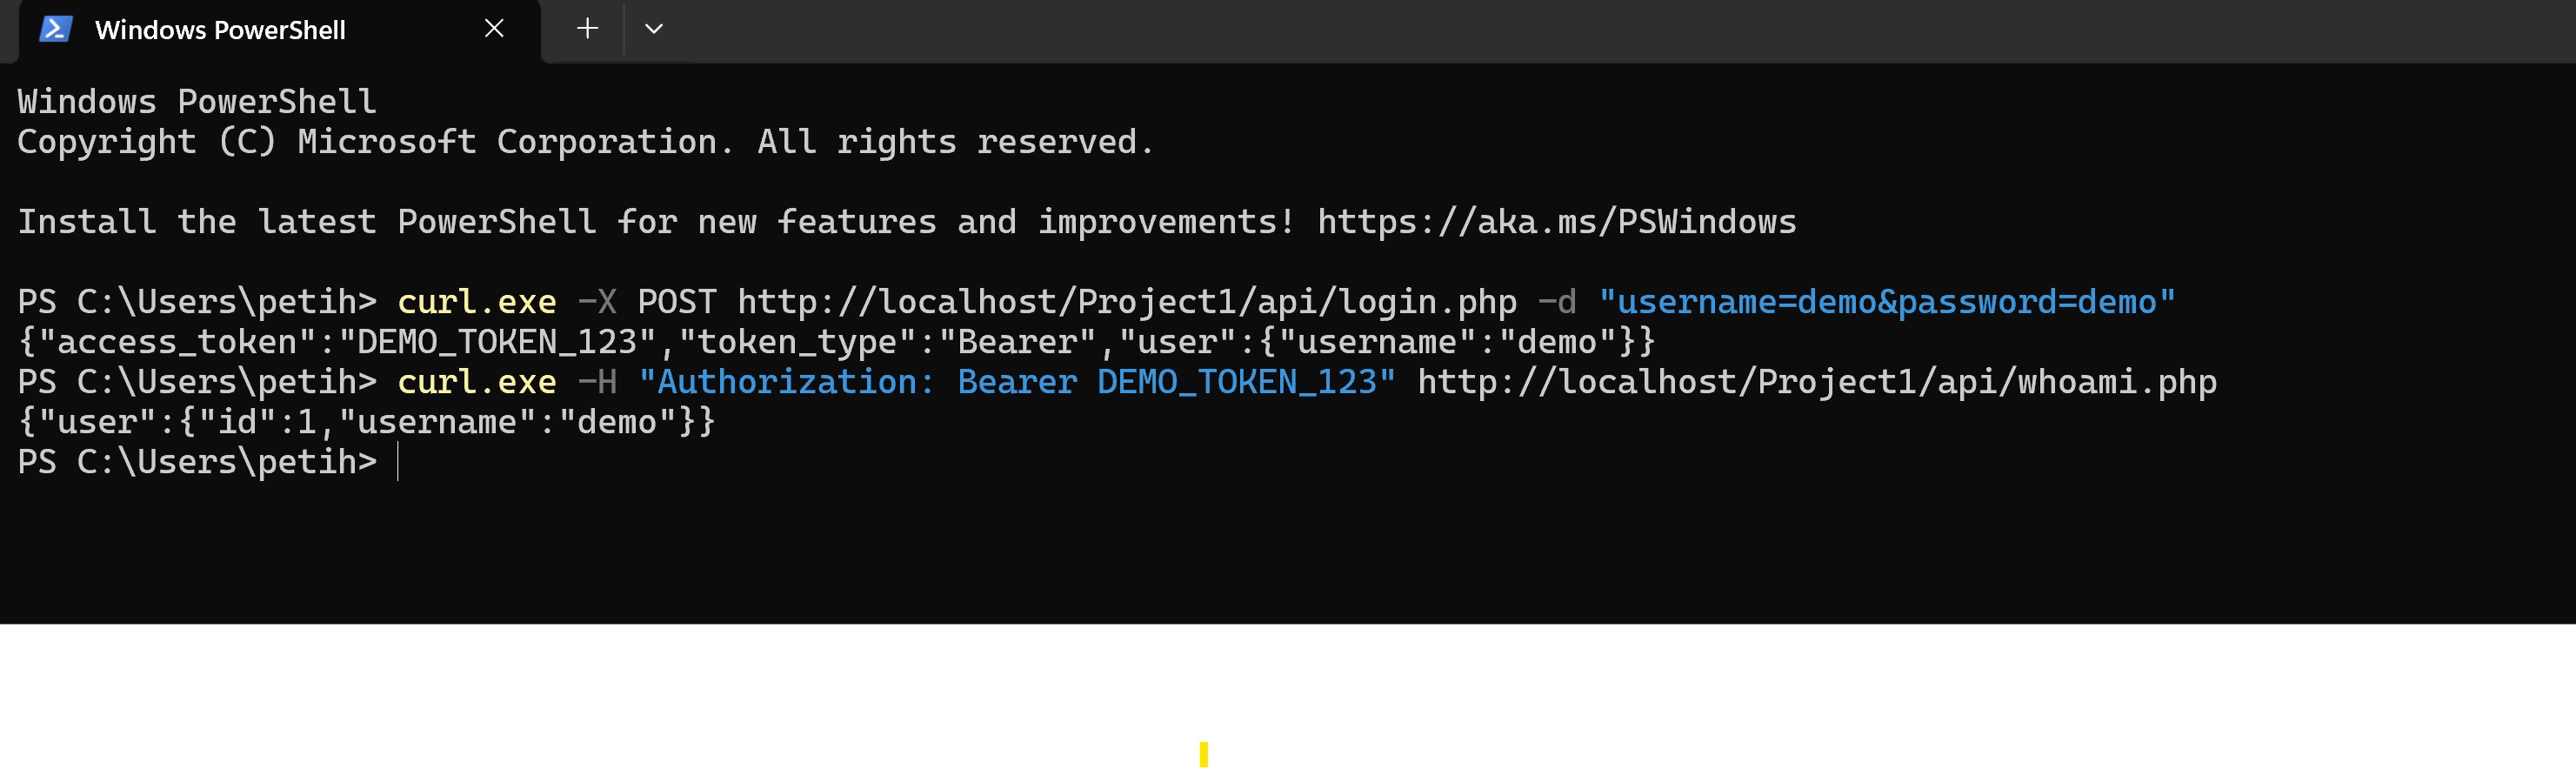 Windows PowerShell
Windows PowerShell
Copyright (C) Microsoft Corporation. All rights reserved.
Install the latest PowerShell for new features and improvements! https://aka.ms/PSWindows
PS C:\Users\petih> curl.exe -X POST http://localhost/Project1/api/login.php -d "username=demo&password=demo"
{"access_token":"DEMO_TOKEN_123","token_type":"Bearer","user":{"username":"demo"}}
PS C:\Users\petih> curl.exe -H "Authorization: Bearer DEMO_TOKEN_123" http://localhost/Project1/api/whoami.php
{"user":{"id":1,"username":"demo"}}
PS C:\Users\petih>